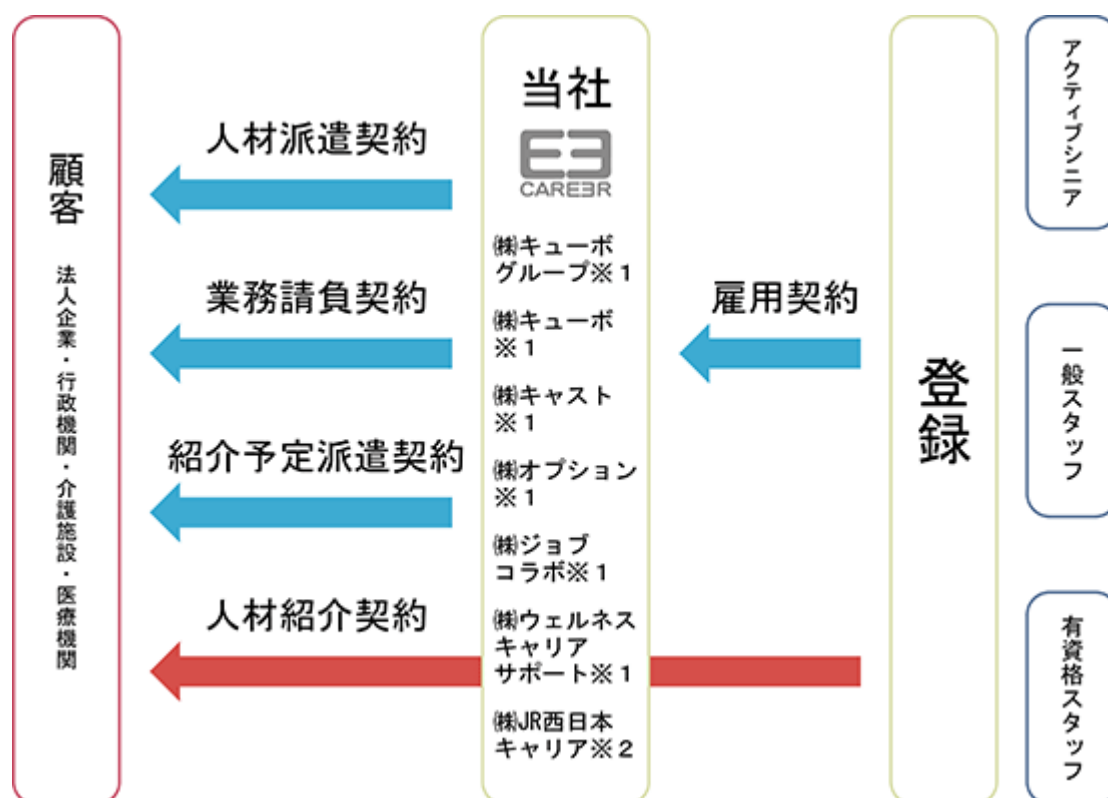 顧客
法人企業・行政機関・介護施設・医療機関
人材派遣契約
業務請負契約
紹介予定派遣契約
人材紹介契約
当社
CAREER
㈱キューボ
グループ※1
㈱キューボ
※1
㈱キャスト
※1
㈱オプション
※1
㈱ジョブ
コラボ※1
㈱ウェルネス
キャリア
サポート※1
㈱JR西日本
キャリア※2
雇用契約
登録
アクティブシニア
一般スタッフ
有資格スタッフ